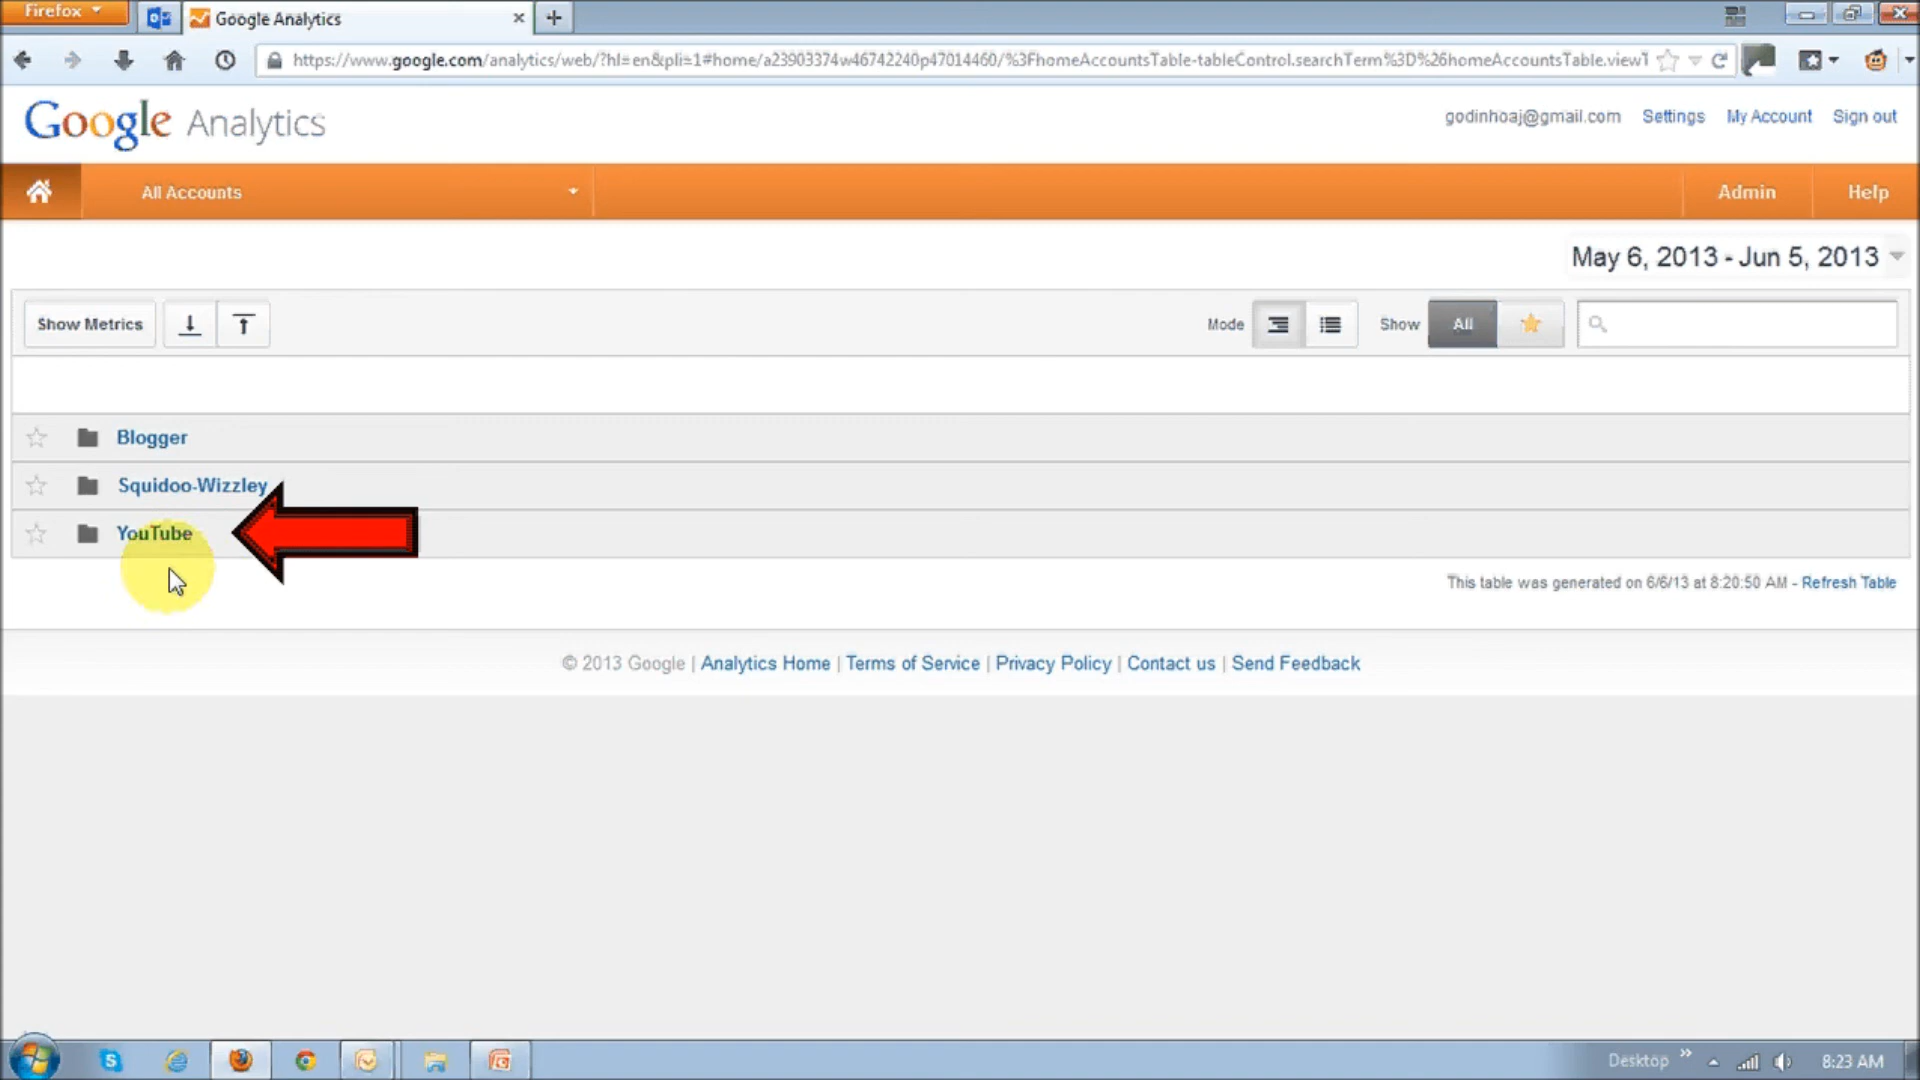 Firefox
Google Analytics
https://www.google.com/analytics/web/?hl=en&pli=1#home/a23903374w46742240p47014460/%3FhomeAccountsTable-tableControl.searchTerm%3D%26homeAccountsTable.viewT
Google Analytics
godinhoaj@gmail.com Settings My Account Sign out
All Accounts Admin Help
May 6, 2013 - Jun 5, 2013
Show Metrics Mode Show All
Blogger
Squidoo-Wizzley
YouTube
This table was generated on 6/6/13 at 8:20:50 AM - Refresh Table
© 2013 Google | Analytics Home | Terms of Service | Privacy Policy | Contact us | Send Feedback
Desktop » 8:23 AM